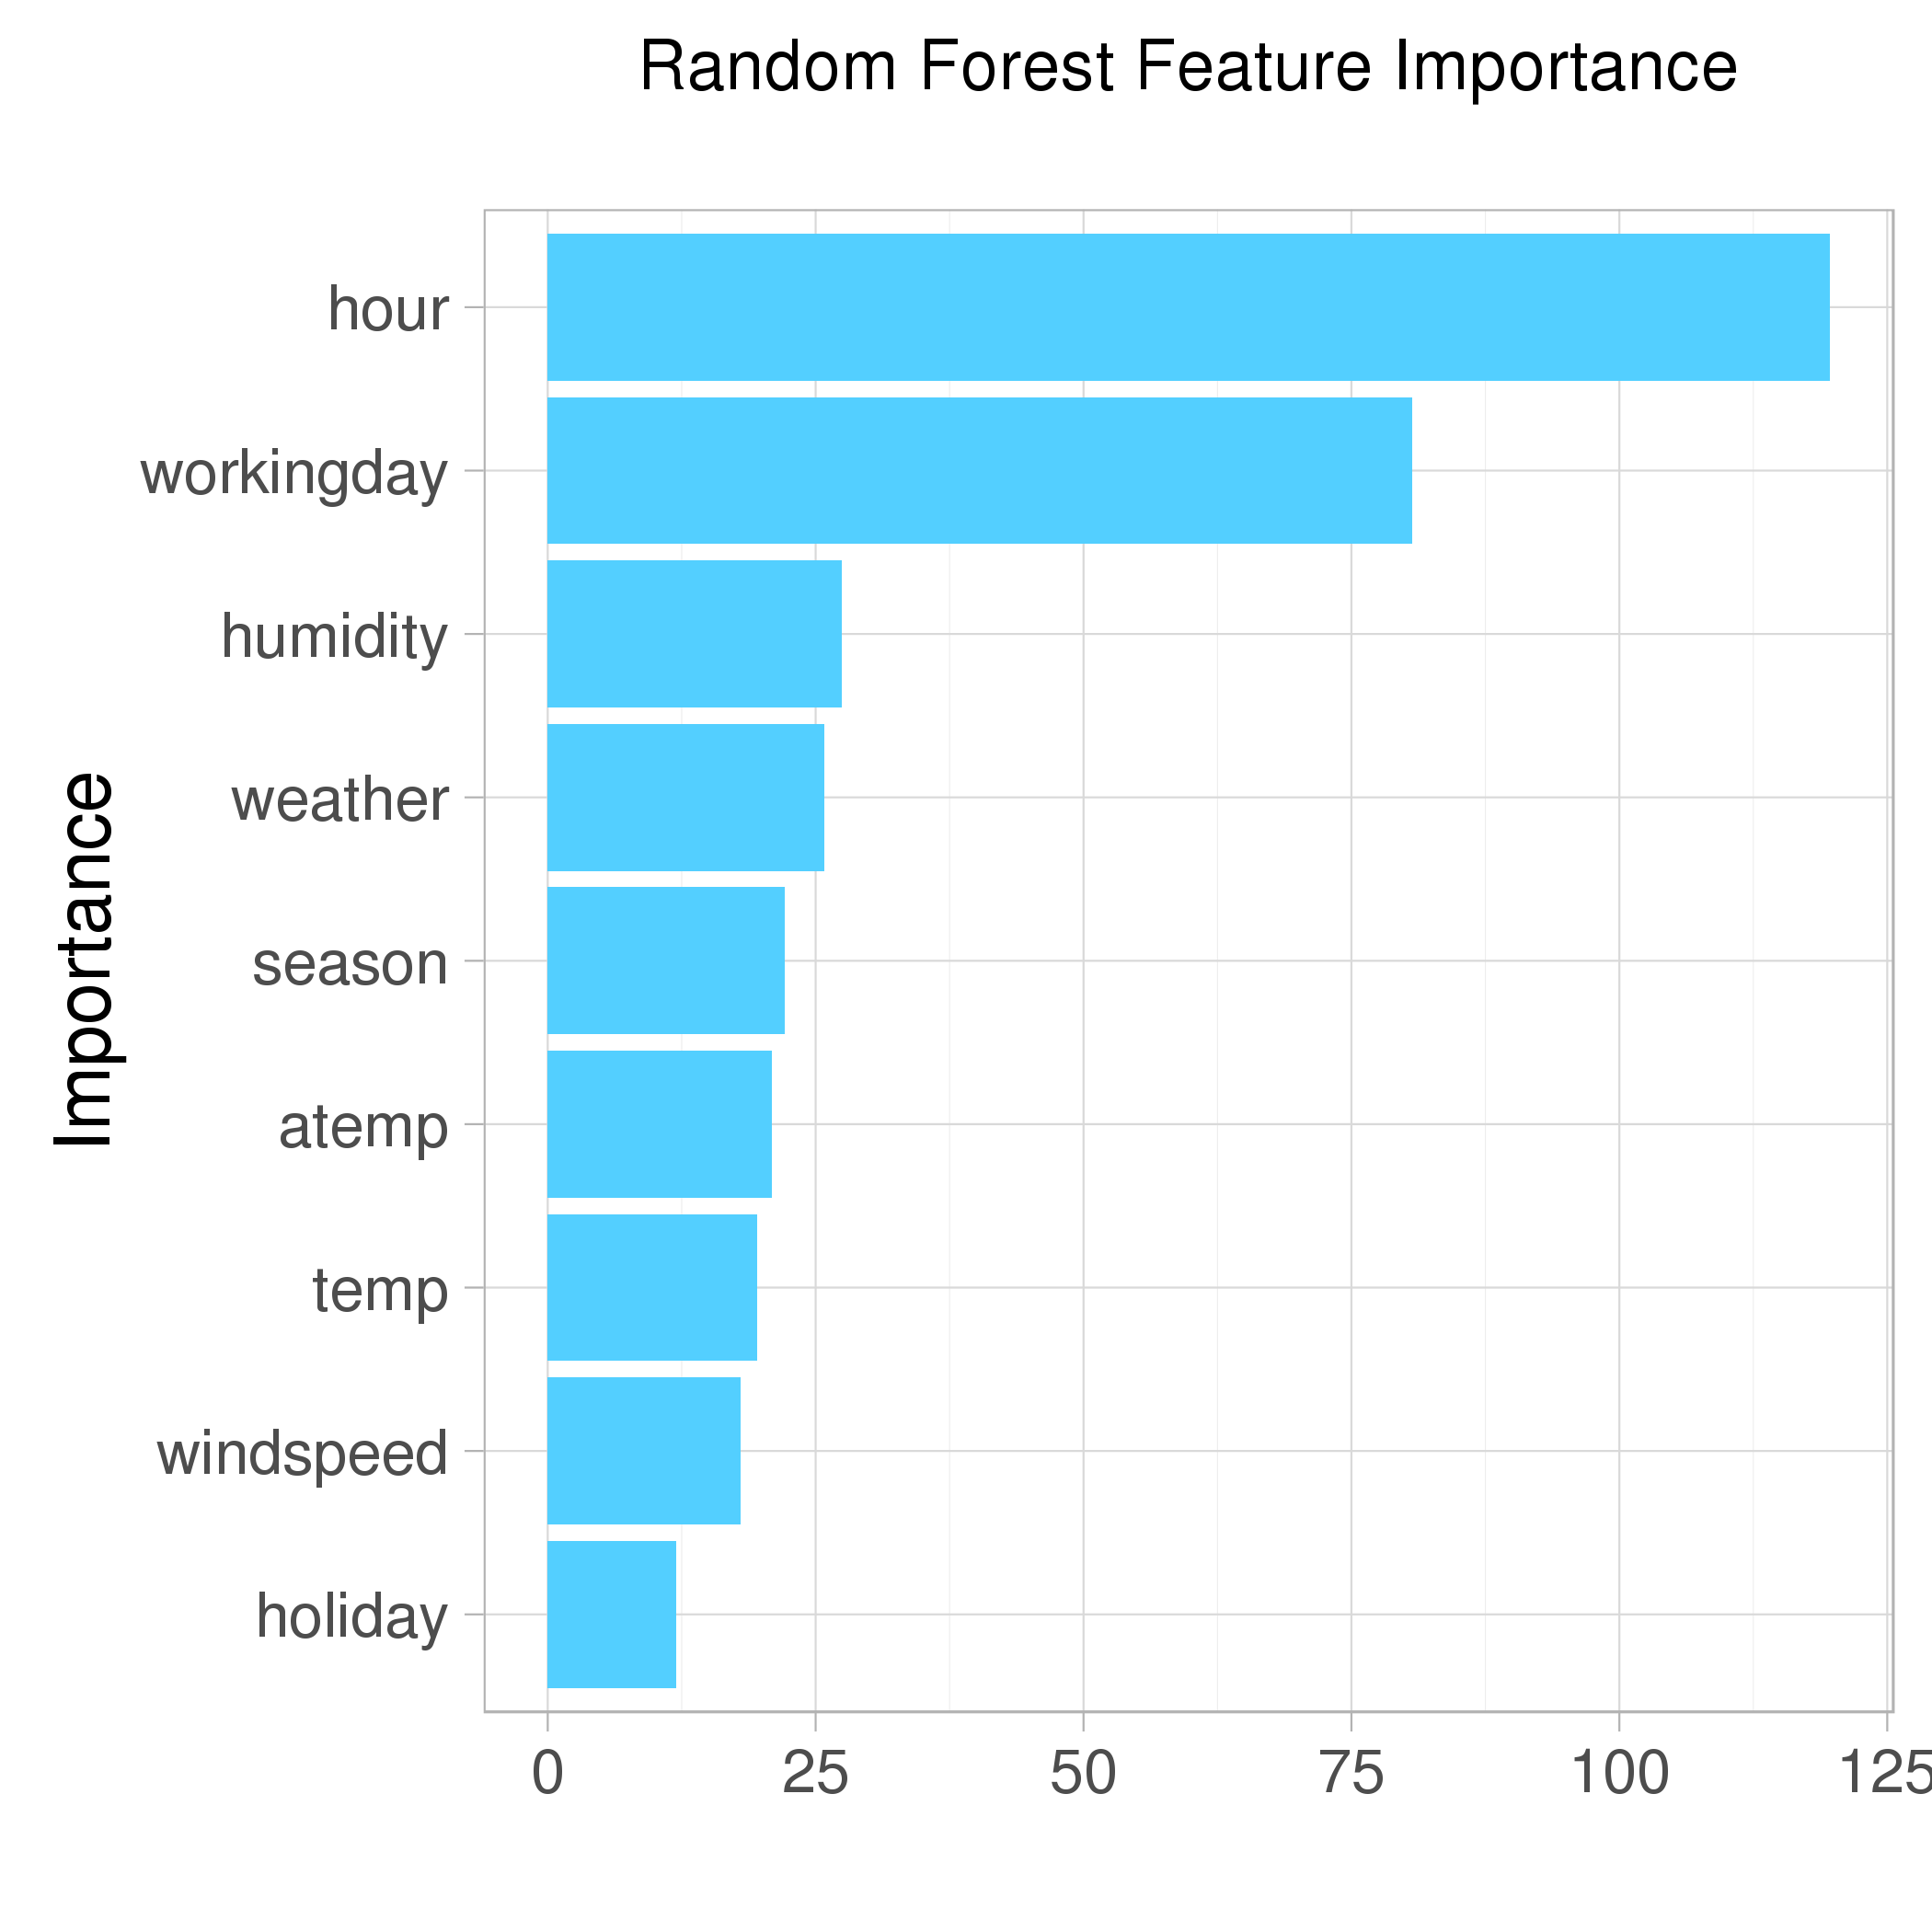 Random Forest Feature Importance
hour
workingday
humidity
weather
season
atemp
temp
windspeed
holiday
Importance
0 25 50 75 100 125